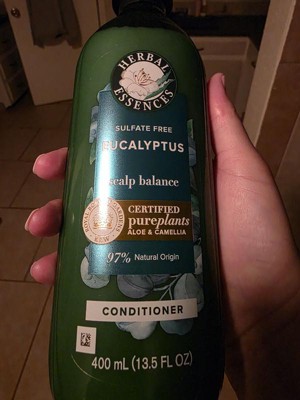 HERBAL
ESSENCES
SULFATE FREE
EUCALYPTUS
scalp balance
CERTIFIED
pureplants
ALOE & CAMELLIA
97% Natural Origin
CONDITIONER
400 mL (13.5 FL OZ)